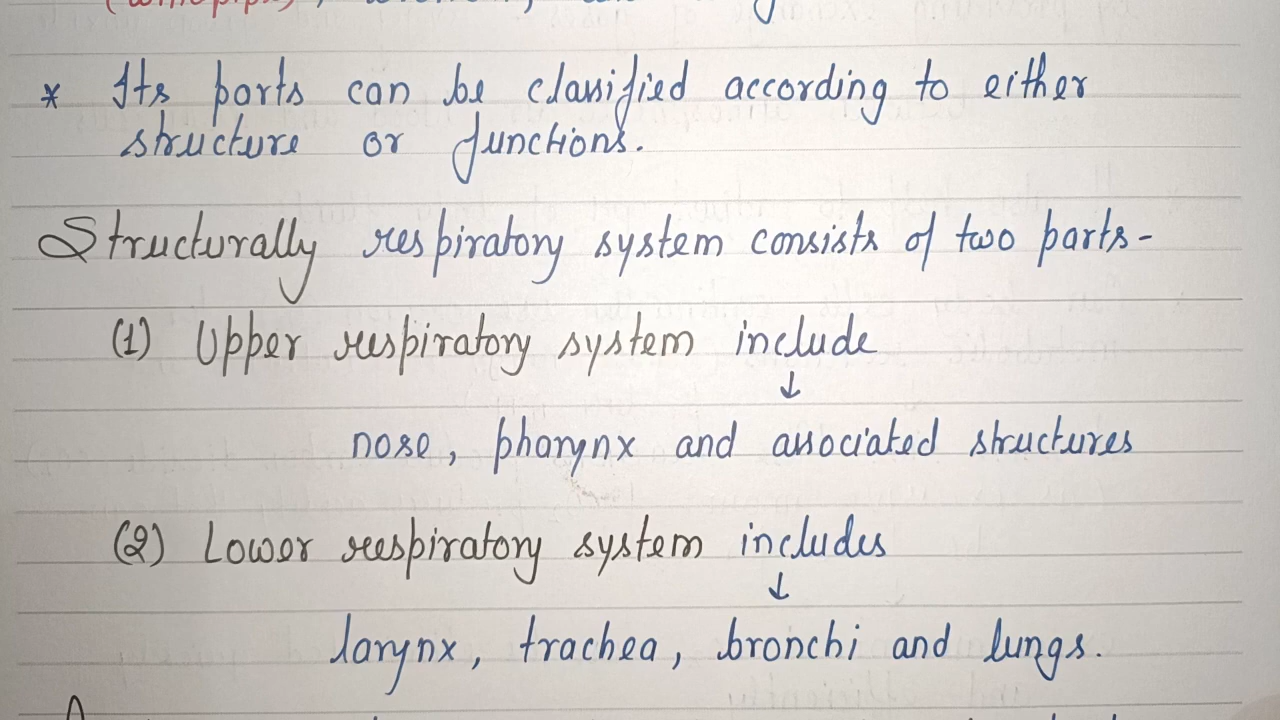 * Its parts can be classified according to either
structure or functions.
Structurally respiratory system consists of two parts-
(1) Upper respiratory system include
↓
nose, pharynx and associated structures
(2) Lower respiratory system includes
↓
larynx, trachea, bronchi and lungs.